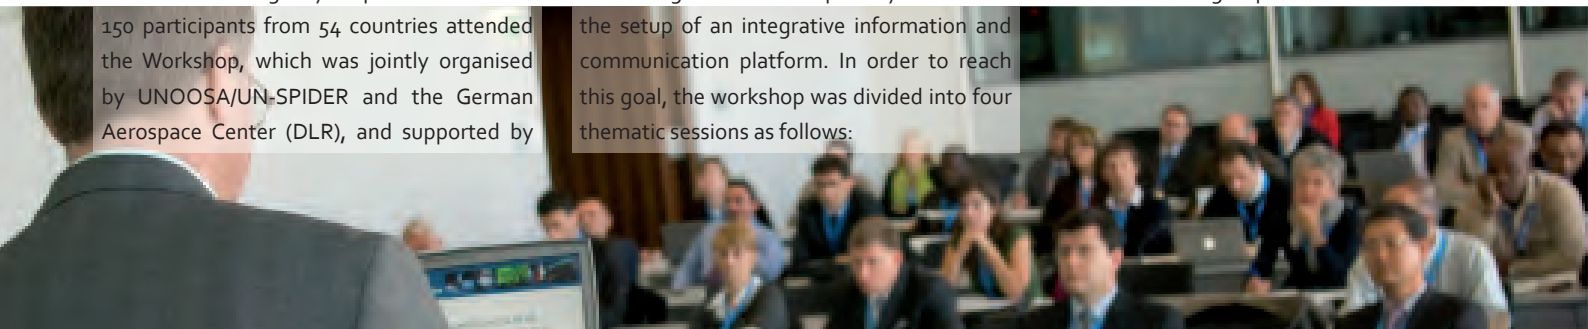 150 participants from 54 countries attended
the Workshop, which was jointly organised
by UNOOSA/UN-SPIDER and the German
Aerospace Center (DLR), and supported by
the setup of an integrative information and
communication platform. In order to reach
this goal, the workshop was divided into four
thematic sessions as follows: